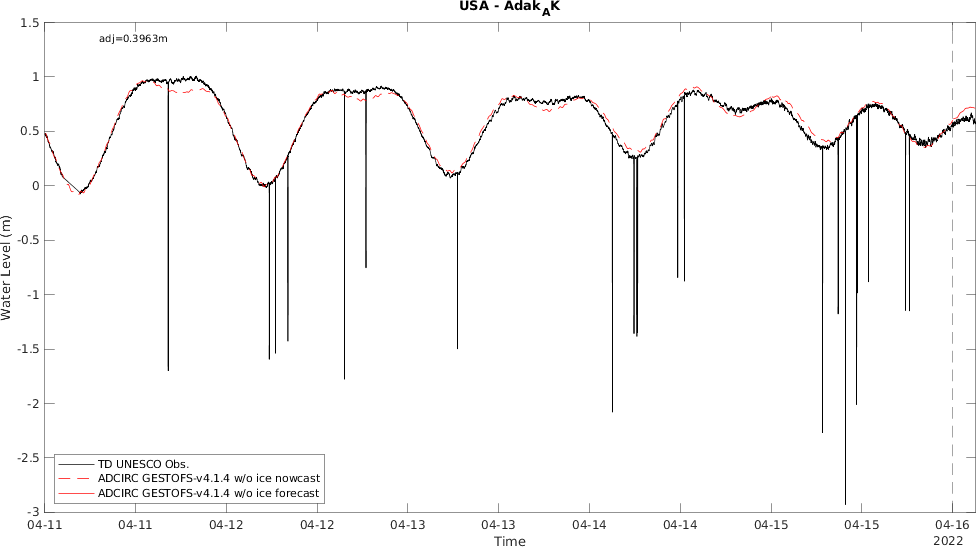 USA - Adak_AK
adj=0.3963m
1.5
1
0.5
0
-0.5
-1
-1.5
-2
-2.5
-3
Water Level (m)
TD UNESCO Obs.
ADCIRC GESTOFS-v4.1.4 w/o ice nowcast
ADCIRC GESTOFS-v4.1.4 w/o ice forecast
04-11 04-11 04-12 04-12 04-13 04-13 04-14 04-14 04-15 04-15 04-16
Time
2022